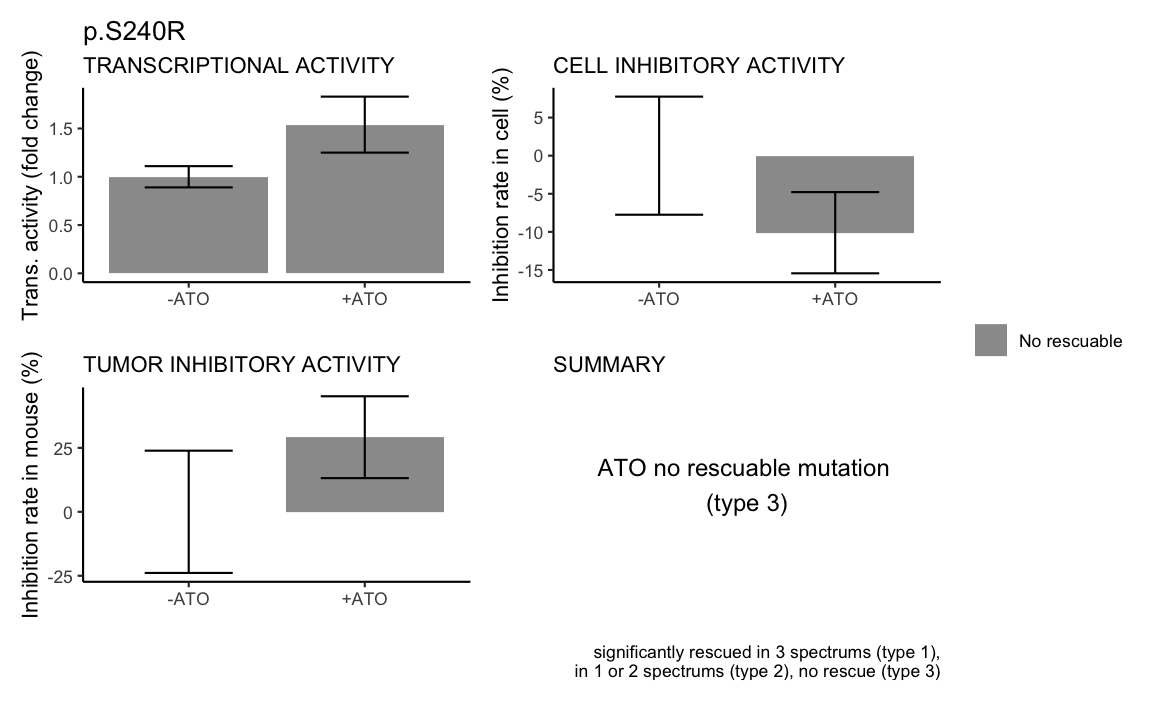 p.S240R
TRANSCRIPTIONAL ACTIVITY
Trans. activity (fold change)
1.5
1.0
0.5
0.0
-ATO
+ATO
CELL INHIBITORY ACTIVITY
Inhibition rate in cell (%)
5
0
-5
-10
-15
-ATO
+ATO
No rescuable
TUMOR INHIBITORY ACTIVITY
Inhibition rate in mouse (%)
25
0
-25
-ATO
+ATO
SUMMARY
ATO no rescuable mutation
(type 3)
significantly rescued in 3 spectrums (type 1),
in 1 or 2 spectrums (type 2), no rescue (type 3)